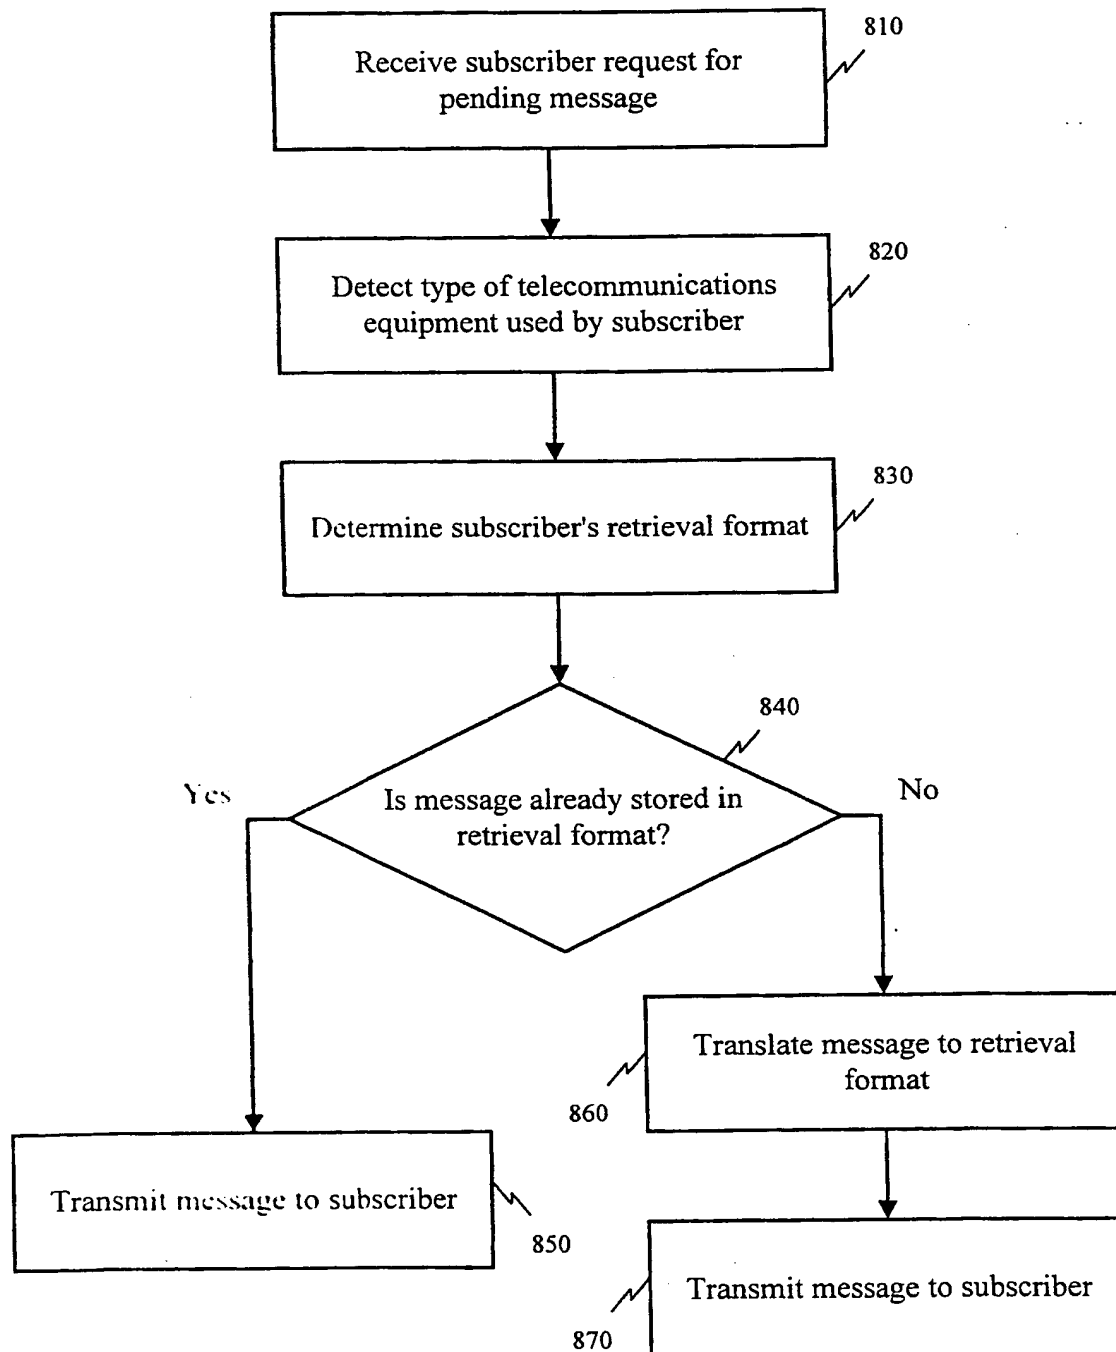 810
Receive subscriber request for
pending message
820
Detect type of telecommunications
equipment used by subscriber
830
Determine subscriber's retrieval format
840
Yes
No
Is message already stored in
retrieval format?
Translate message to retrieval
format
860
Transmit message to subscriber
850
Transmit message to subscriber
870